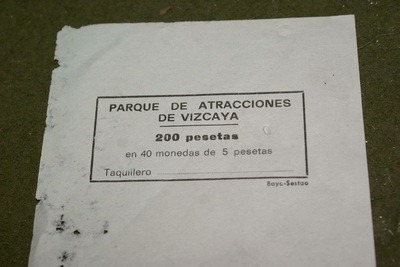 PARQUE DE ATRACCIONES
DE VIZCAYA
200 pesetas
en 40 monedas de 5 pesetas
Taquillero
Baya.-Sestao